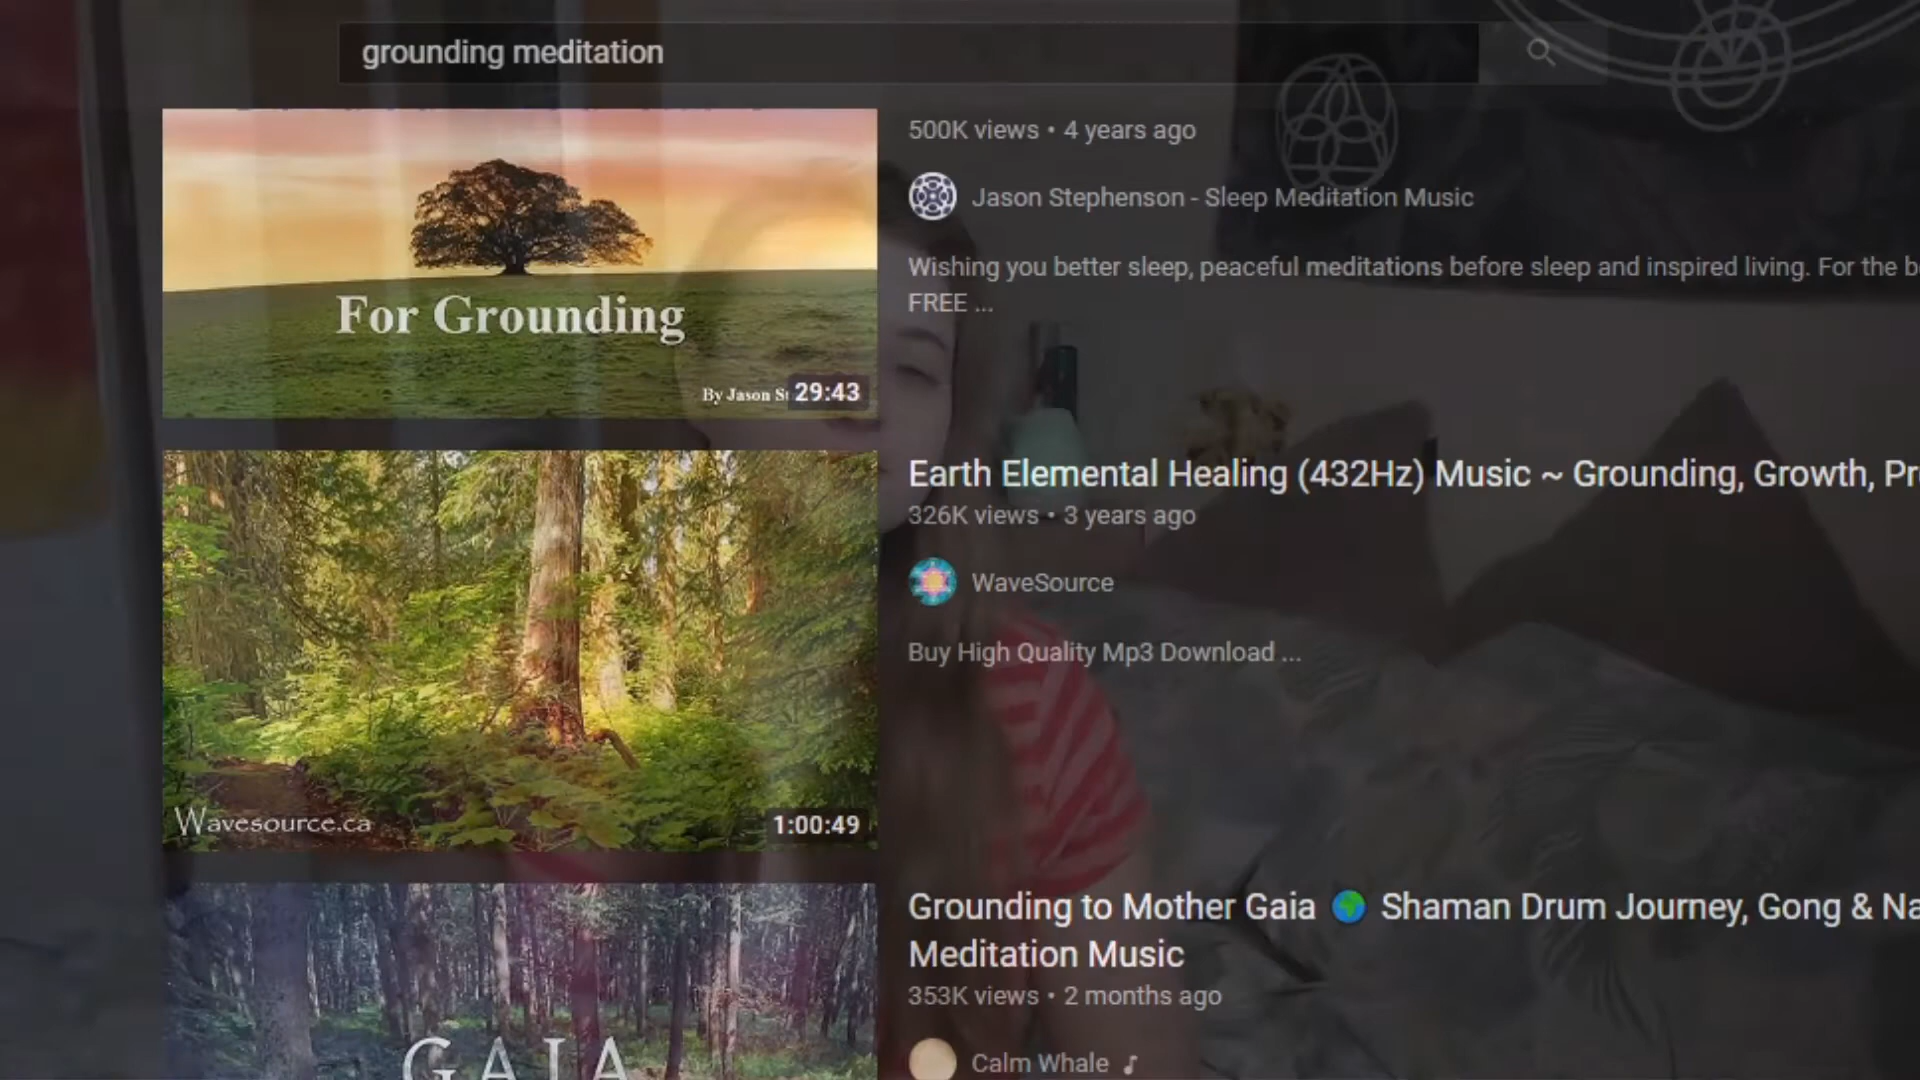 grounding meditation
500K views • 4 years ago
Jason Stephenson - Sleep Meditation Music
Wishing you better sleep, peaceful meditations before sleep and inspired living. For the
FREE ...
For Grounding
By Jason
29:43
Earth Elemental Healing (432Hz) Music ~ Grounding, Growth,
326K views • 3 years ago
WaveSource
Buy High Quality Mp3 Download ...
Wavesource.ca
1:00:49
Grounding to Mother Gaia 🌍 Shaman Drum Journey, Gong &
Meditation Music
353K views • 2 months ago
Calm Whale ♪
GAIA